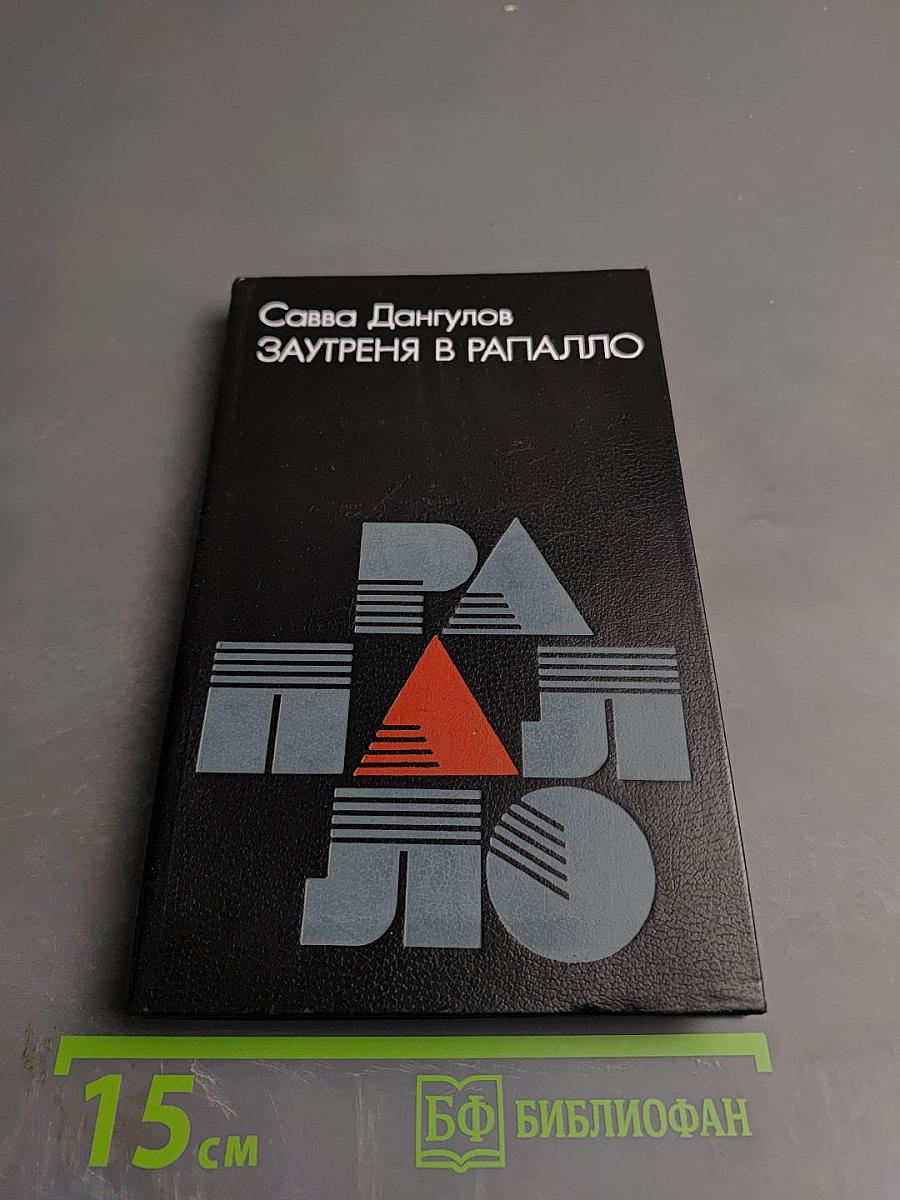 Савва Дангулов
ЗАУТРЕНЯ В РАПАЛЛО
РА
ПАЛ
ЛО
15 см
БФ БИБЛИОФАН